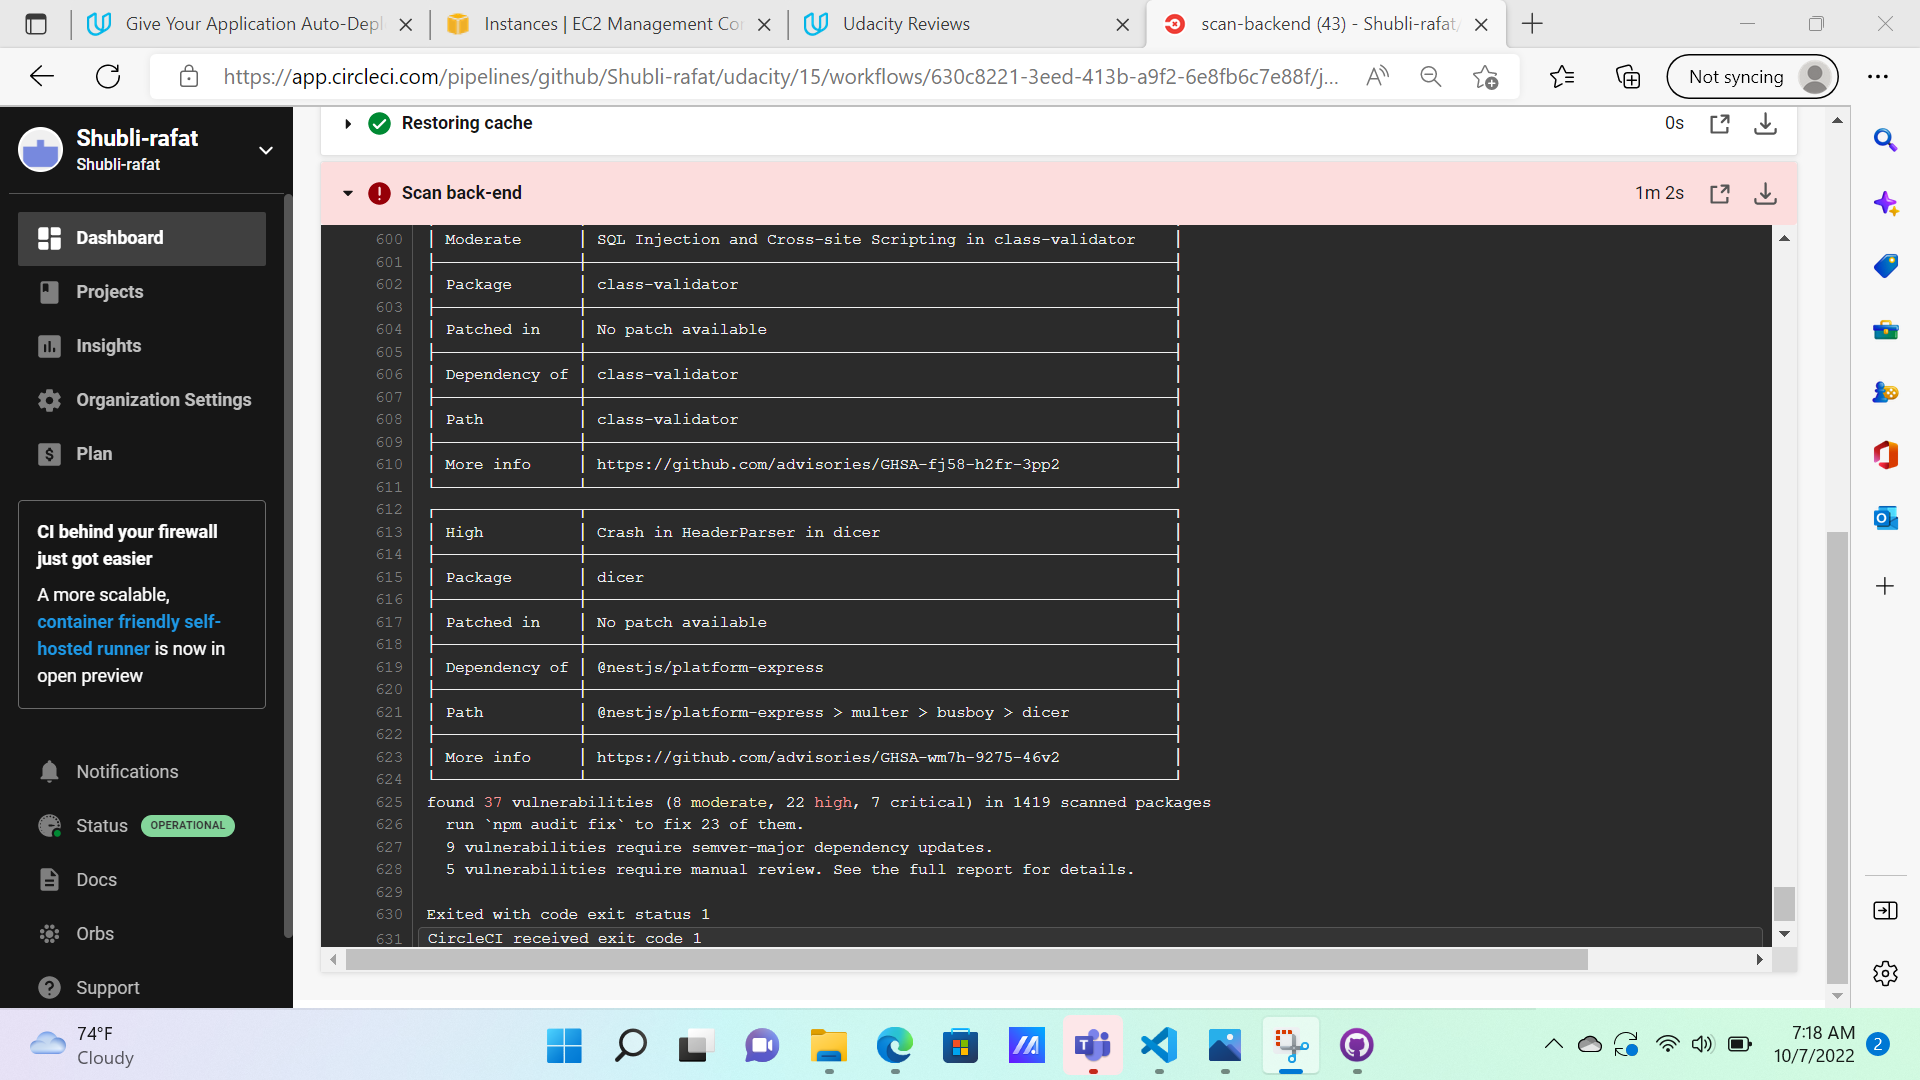 Give Your Application Auto-Depl
Instances | EC2 Management Co
Udacity Reviews
scan-backend (43) - Shubli-rafat/
https://app.circleci.com/pipelines/github/Shubli-rafat/udacity/15/workflows/630c8221-3eed-413b-a9f2-6e8fb6c7e88f/j...
Not syncing
Shubli-rafat
Shubli-rafat
Dashboard
Projects
Insights
Organization Settings
Plan
CI behind your firewall
just got easier
A more scalable,
container friendly self-
hosted runner is now in
open preview
Notifications
Status OPERATIONAL
Docs
Orbs
Support
Restoring cache 0s
Scan back-end 1m 2s
600 Moderate SQL Injection and Cross-site Scripting in class-validator
601
602 Package class-validator
603
604 Patched in No patch available
605
606 Dependency of class-validator
607
608 Path class-validator
609
610 More info https://github.com/advisories/GHSA-fj58-h2fr-3pp2
611
612
613 High Crash in HeaderParser in dicer
614
615 Package dicer
616
617 Patched in No patch available
618
619 Dependency of @nestjs/platform-express
620
621 Path @nestjs/platform-express > multer > busboy > dicer
622
623 More info https://github.com/advisories/GHSA-wm7h-9275-46v2
624
625 found 37 vulnerabilities (8 moderate, 22 high, 7 critical) in 1419 scanned packages
626 run `npm audit fix` to fix 23 of them.
627 9 vulnerabilities require semver-major dependency updates.
628 5 vulnerabilities require manual review. See the full report for details.
629
630 Exited with code exit status 1
631 CircleCI received exit code 1
74°F
Cloudy
7:18 AM
10/7/2022
2